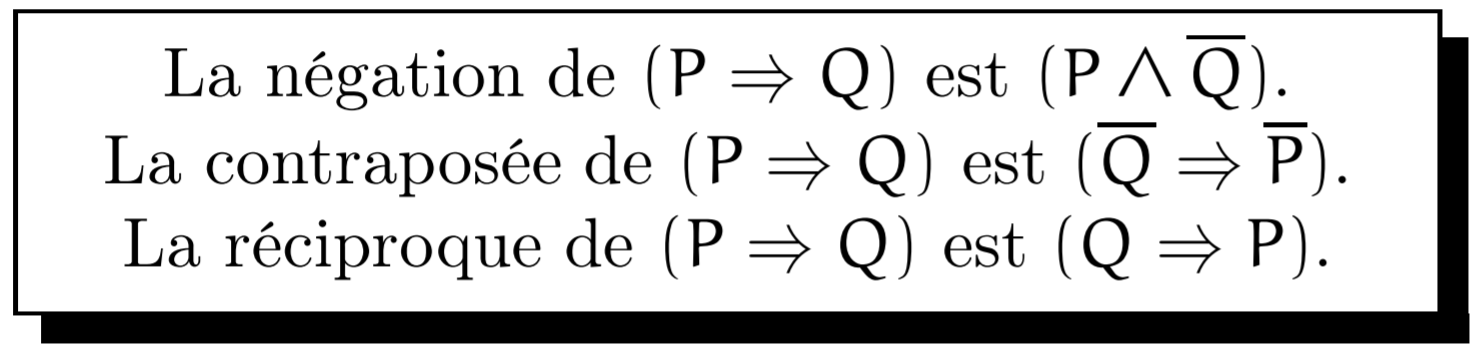 La négation de (P ⇒ Q) est (P ∧ Q̅).
La contraposée de (P ⇒ Q) est (Q̅ ⇒ P̅).
La réciproque de (P ⇒ Q) est (Q ⇒ P).